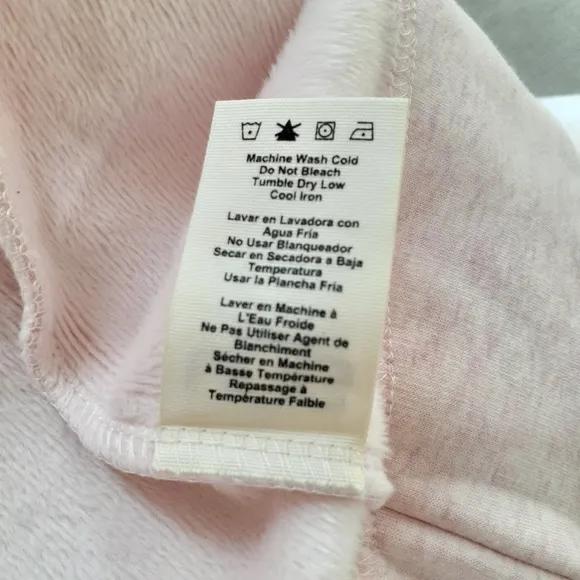 Machine Wash Cold
Do Not Bleach
Tumble Dry Low
Cool Iron
Lavar en Lavadora con
Agua Fría
No Usar Blanqueador
Secar en Secadora a Baja
Temperatura
Usar la Plancha Fría
Laver en Machine à
L'Eau Froide
Ne Pas Utiliser Agent de
Blanchiment
Sécher en Machine
à Basse Température
Repassage à
Température Faible